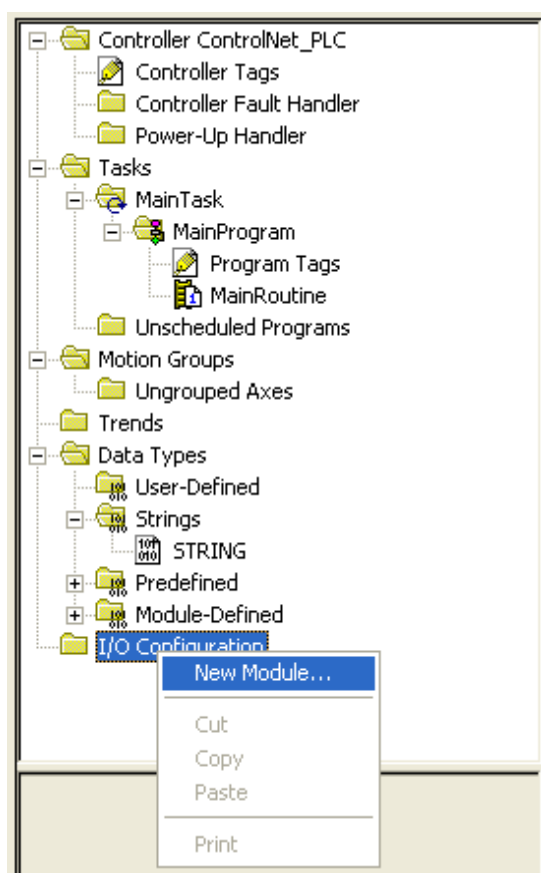 Controller ControlNet_PLC
Controller Tags
Controller Fault Handler
Power-Up Handler
Tasks
MainTask
MainProgram
Program Tags
MainRoutine
Unscheduled Programs
Motion Groups
Ungrouped Axes
Trends
Data Types
User-Defined
Strings
STRING
Predefined
Module-Defined
I/O Configuration
New Module...
Cut
Copy
Paste
Print